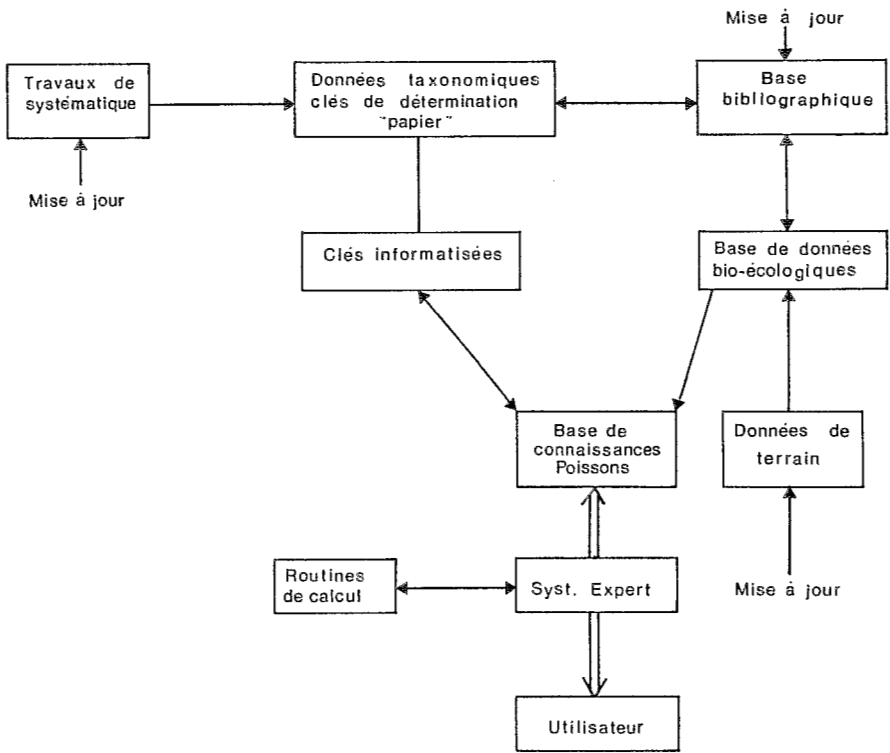 Mise à jour
Travaux de
systématique
Données taxonomiques
clés de détermination
"papier"
Base
bibliographique
Mise à jour
Clés informatisées
Base de données
bio-écologiques
Base de
connaissances
Poissons
Données de
terrain
Routines
de calcul
Syst. Expert
Mise à jour
Utilisateur